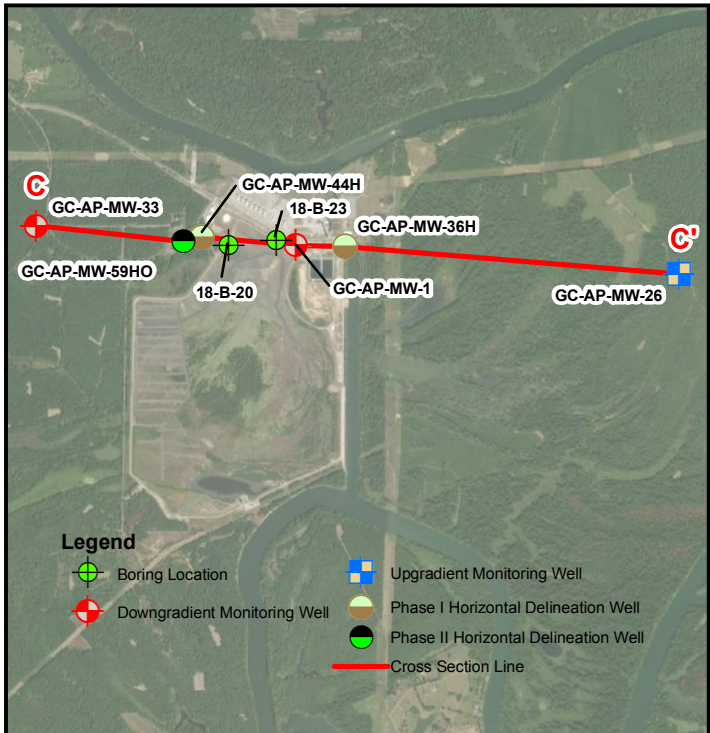 GC-AP-MW-44H
C
GC-AP-MW-33
18-B-23
GC-AP-MW-36H
C'
GC-AP-MW-59HO
18-B-20
GC-AP-MW-1
GC-AP-MW-26
Legend
Boring Location
Downgradient Monitoring Well
Upgradient Monitoring Well
Phase I Horizontal Delineation Well
Phase II Horizontal Delineation Well
Cross Section Line